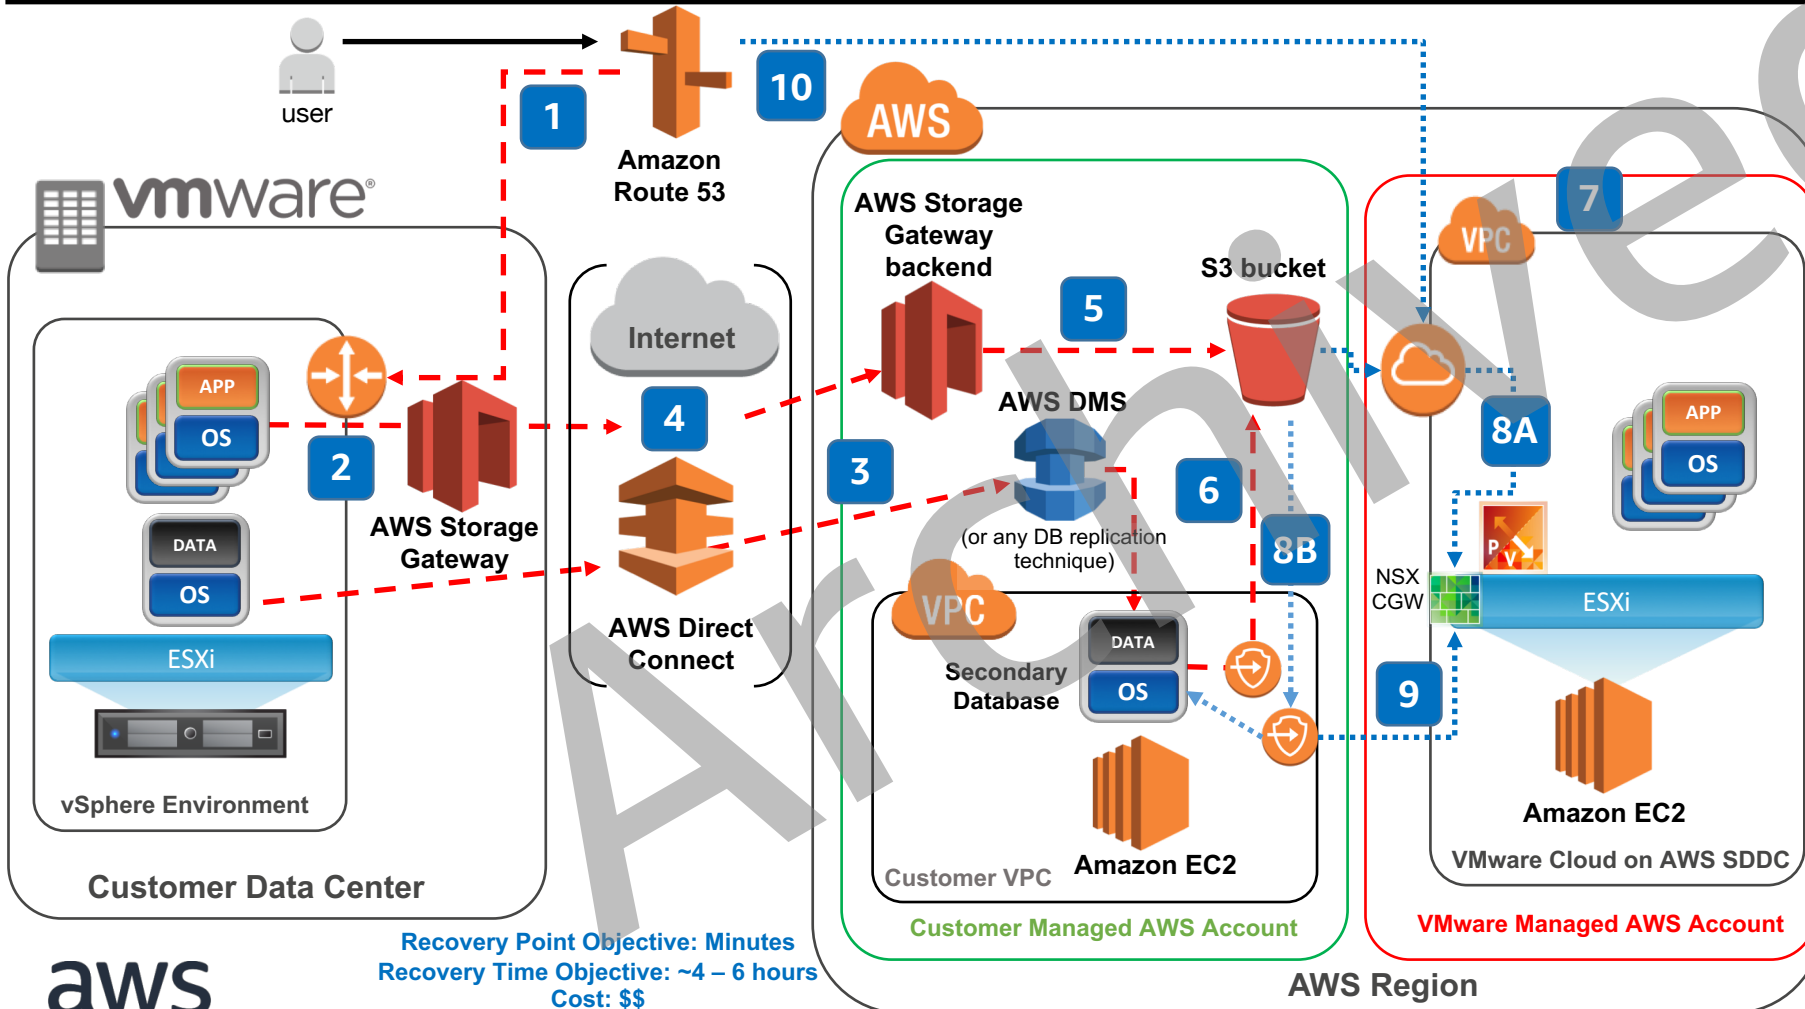 user
1
10
Amazon
Route 53
AWS
vmware®
7
VPC
AWS Storage
Gateway
backend
S3 bucket
5
Internet
4
APP
OS
2
AWS Storage
Gateway
DATA
OS
ESXi
vSphere Environment
Customer Data Center
AWS Direct
Connect
3
AWS DMS
(or any DB replication
technique)
6
8B
8A
APP
OS
P
V
NSX
CGW
ESXi
VPC
DATA
OS
Secondary
Database
9
Amazon EC2
Customer VPC
Amazon EC2
VMware Cloud on AWS SDDC
Customer Managed AWS Account
VMware Managed AWS Account
AWS Region
Recovery Point Objective: Minutes
Recovery Time Objective: ~4 – 6 hours
Cost: $$
aws
Archive